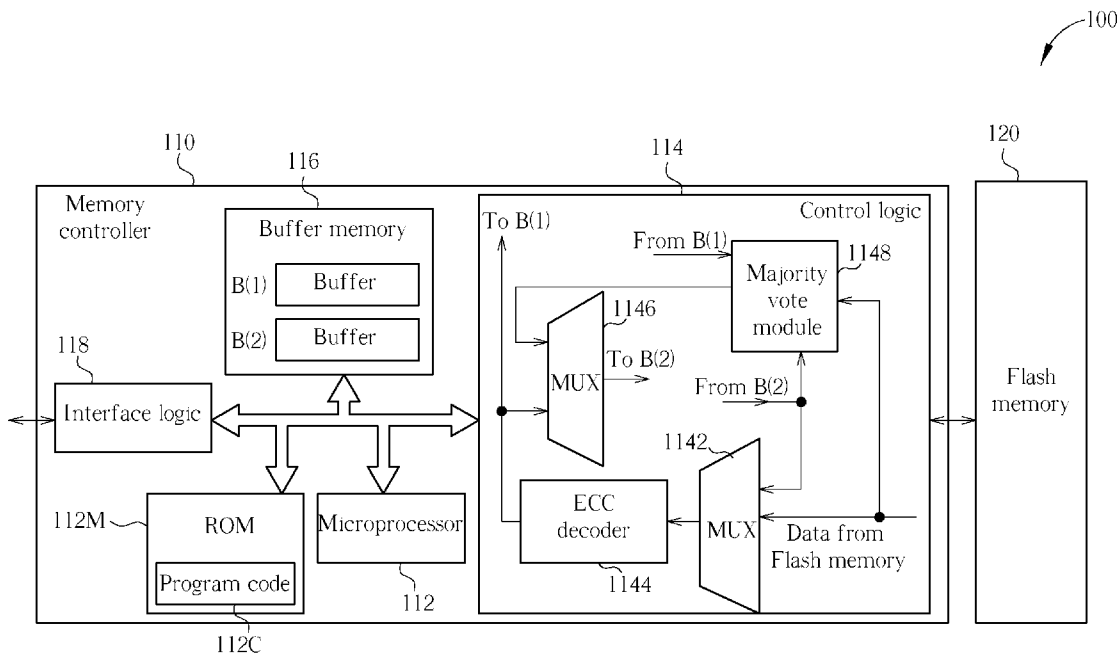 100
110
116
114
120
Memory
controller
Buffer memory
B(1)
Buffer
B(2)
Buffer
118
Interface logic
112M
ROM
Program code
112C
Microprocessor
112
Control logic
To B(1)
From B(1)
1148
Majority
vote
module
1146
MUX
To B(2)
From B(2)
1142
MUX
ECC
decoder
1144
Data from
Flash memory
Flash
memory